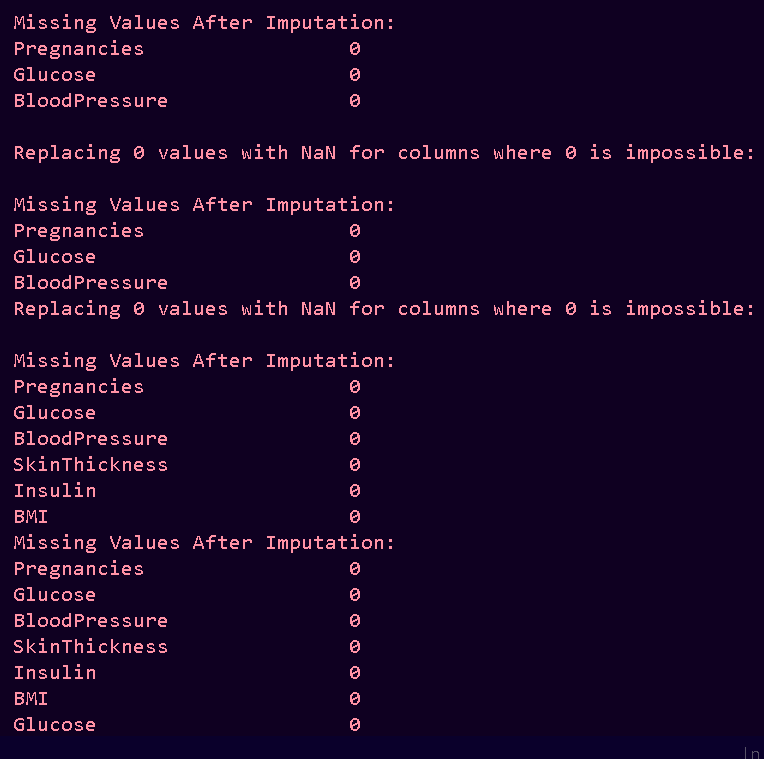 Missing Values After Imputation:
Pregnancies 0
Glucose 0
BloodPressure 0
Replacing 0 values with NaN for columns where 0 is impossible:
Missing Values After Imputation:
Pregnancies 0
Glucose 0
BloodPressure 0
Replacing 0 values with NaN for columns where 0 is impossible:
Missing Values After Imputation:
Pregnancies 0
Glucose 0
BloodPressure 0
SkinThickness 0
Insulin 0
BMI 0
Missing Values After Imputation:
Pregnancies 0
Glucose 0
BloodPressure 0
SkinThickness 0
Insulin 0
BMI 0
Glucose 0